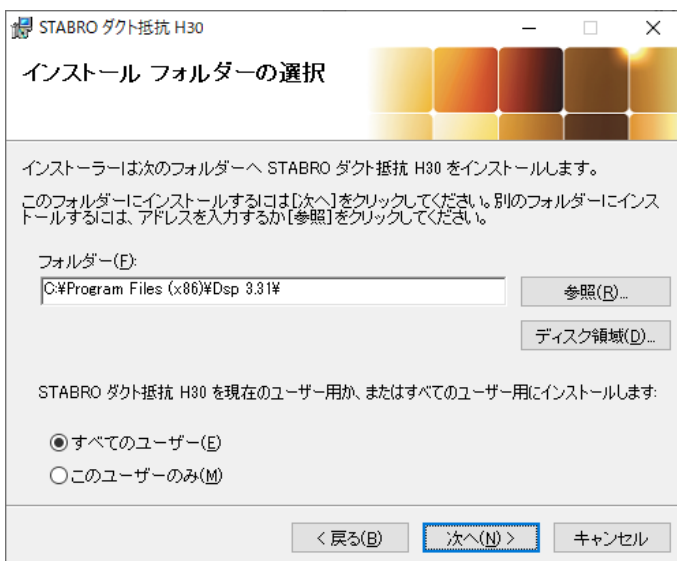 STABRO ダクト抵抗 H30
インストール フォルダーの選択
インストーラーは次のフォルダーへ STABRO ダクト抵抗 H30 をインストールします。
このフォルダーにインストールするには[次へ]をクリックしてください。別のフォルダーにインス
トールするには、アドレスを入力するか[参照]をクリックしてください。
フォルダー(F):
C:¥Program Files (x86)¥Dsp 3.31¥
参照(R)...
ディスク領域(D)...
STABRO ダクト抵抗 H30 を現在のユーザー用か、またはすべてのユーザー用にインストールします:
すべてのユーザー(E)
このユーザーのみ(M)
< 戻る(B)
次へ(N) >
キャンセル